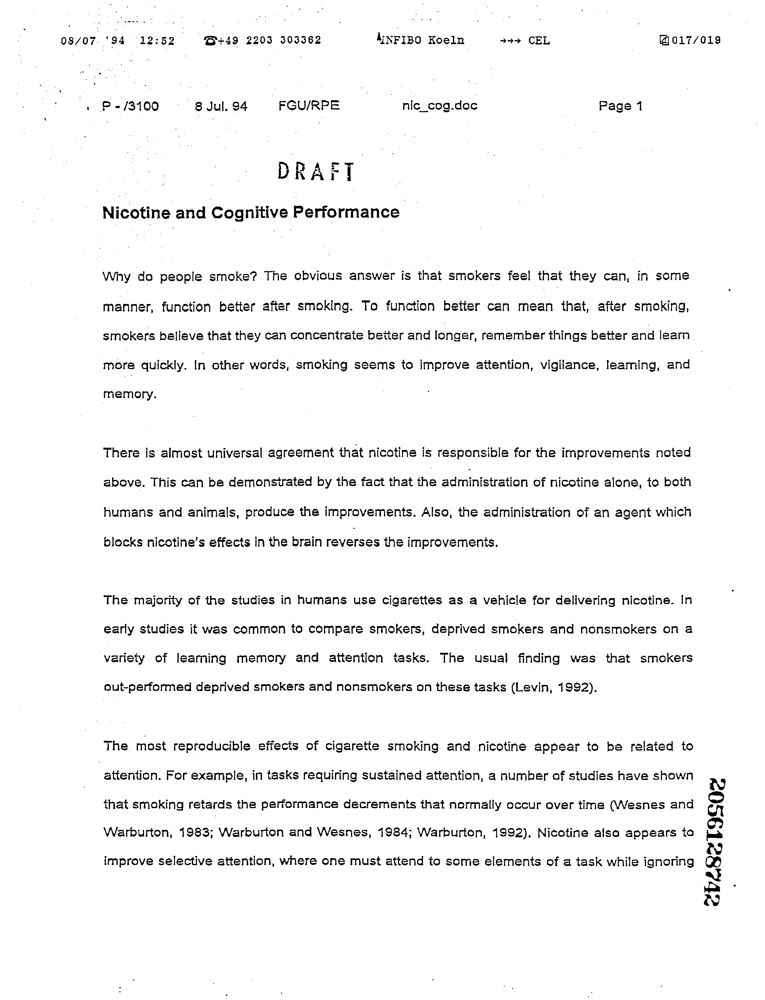 08/07 '94 12:52 ☎+49 2203 303362 INFIBO Koeln →→→ CEL 017/019
P - /3100 8 Jul. 94 FGU/RPE nic_cog.doc Page 1
DRAFT
Nicotine and Cognitive Performance
Why do people smoke? The obvious answer is that smokers feel that they can, in some
manner, function better after smoking. To function better can mean that, after smoking,
smokers believe that they can concentrate better and longer, remember things better and learn
more quickly. In other words, smoking seems to improve attention, vigilance, learning, and
memory.
There is almost universal agreement that nicotine is responsible for the improvements noted
above. This can be demonstrated by the fact that the administration of nicotine alone, to both
humans and animals, produce the improvements. Also, the administration of an agent which
blocks nicotine's effects in the brain reverses the improvements.
The majority of the studies in humans use cigarettes as a vehicle for delivering nicotine. In
early studies it was common to compare smokers, deprived smokers and nonsmokers on a
variety of learning memory and attention tasks. The usual finding was that smokers
out-performed deprived smokers and nonsmokers on these tasks (Levin, 1992).
The most reproducible effects of cigarette smoking and nicotine appear to be related to
attention. For example, in tasks requiring sustained attention, a number of studies have shown
that smoking retards the performance decrements that normally occur over time (Wesnes and
Warburton, 1983; Warburton and Wesnes, 1984; Warburton, 1992). Nicotine also appears to
improve selective attention, where one must attend to some elements of a task while ignoring
2056128742